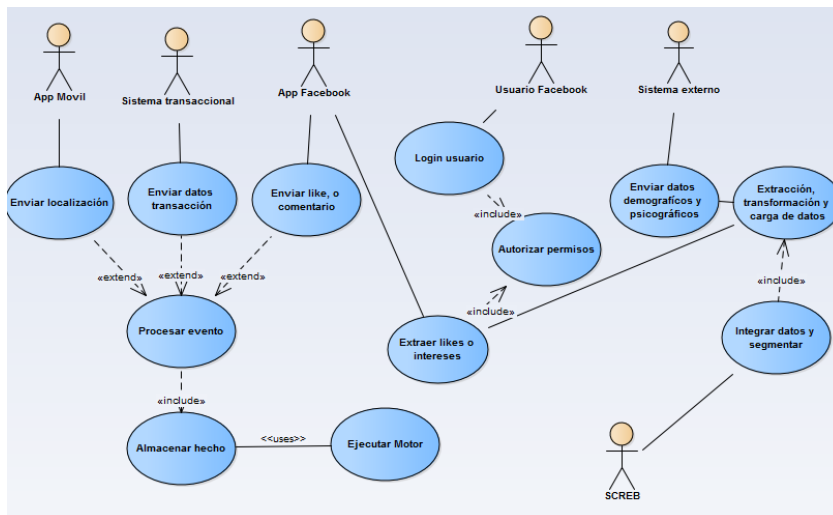 App Movil
Sistema transaccional
App Facebook
Usuario Facebook
Sistema externo
Login usuario
Enviar localización
Enviar datos
transacción
Enviar like, o
comentario
Enviar datos
demografícos y
psicográficos
Extracción,
transformación y
carga de datos
«include»
Autorizar permisos
«extend»
«extend»
«extend»
«include»
«include»
Procesar evento
Extraer likes o
intereses
Integrar datos y
segmentar
«include»
Almacenar hecho
<<uses>>
Ejecutar Motor
SCREB